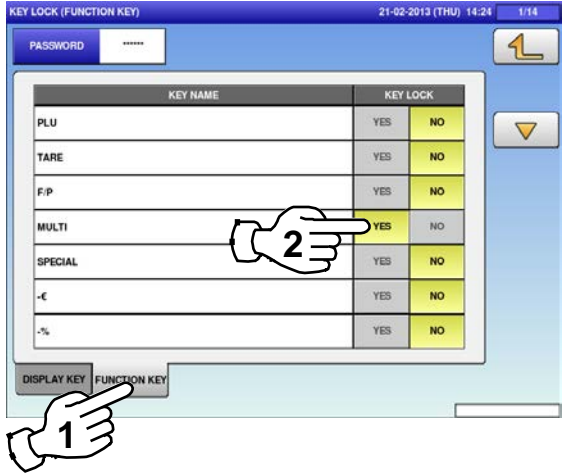 KEY LOCK (FUNCTION KEY) 21-02-2013 (THU) 14:24 1/14
PASSWORD ******
KEY NAME KEY LOCK
PLU YES NO
TARE YES NO
F/P YES NO
MULTI YES NO
2
SPECIAL YES NO
-€ YES NO
-% YES NO
DISPLAY KEY FUNCTION KEY
1